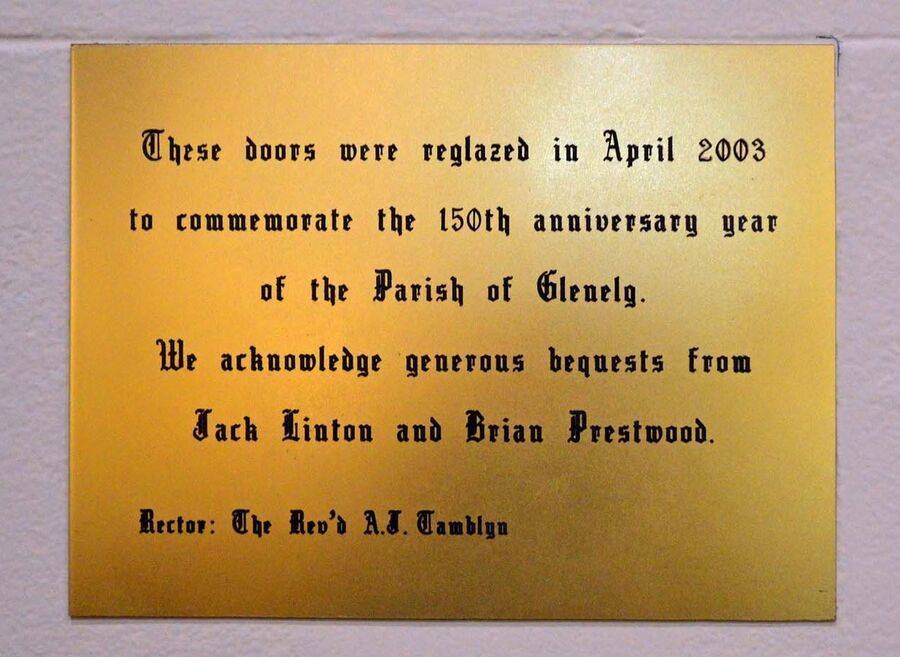 These doors were reglazed in April 2003
to commemorate the 150th anniversary year
of the Parish of Glenelg.
We acknowledge generous bequests from
Jack Linton and Brian Prestwood.
Rector: The Rev'd A.J. Tamblyn